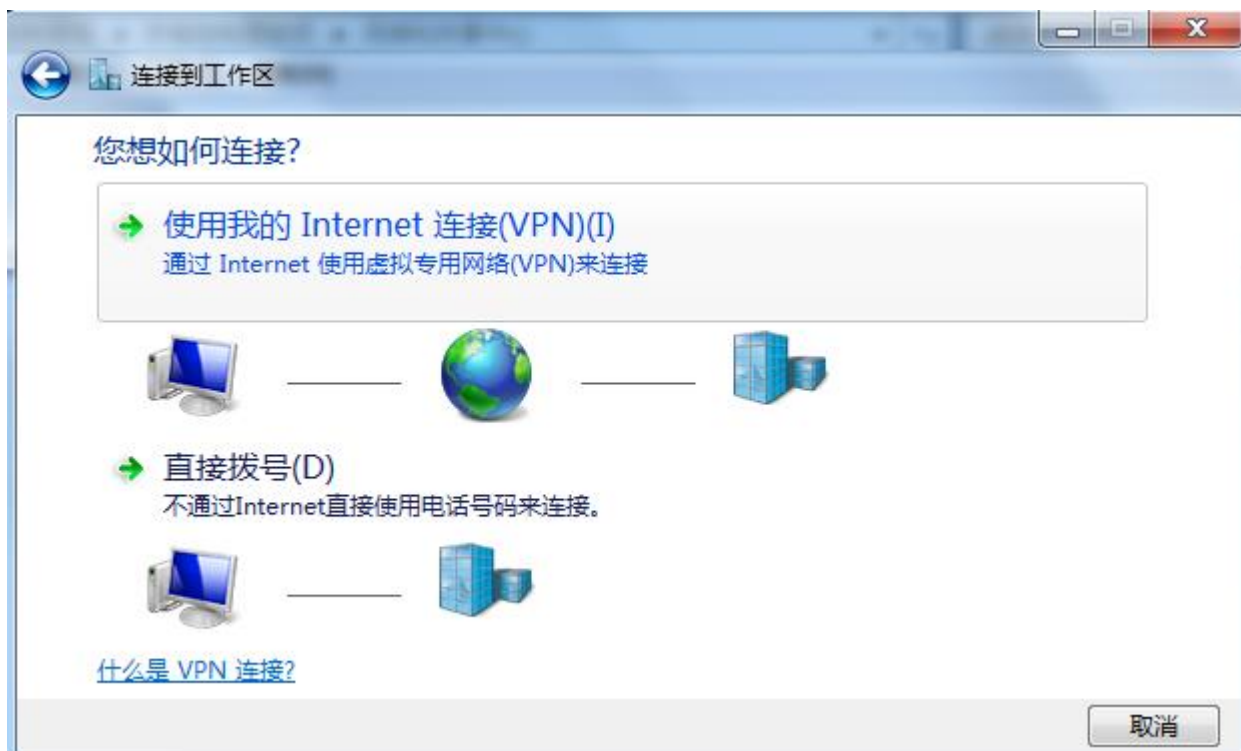 连接到工作区
您想如何连接?
使用我的 Internet 连接(VPN)(I)
通过 Internet 使用虚拟专用网络(VPN)来连接
直接拨号(D)
不通过Internet直接使用电话号码来连接。
什么是 VPN 连接?
取消